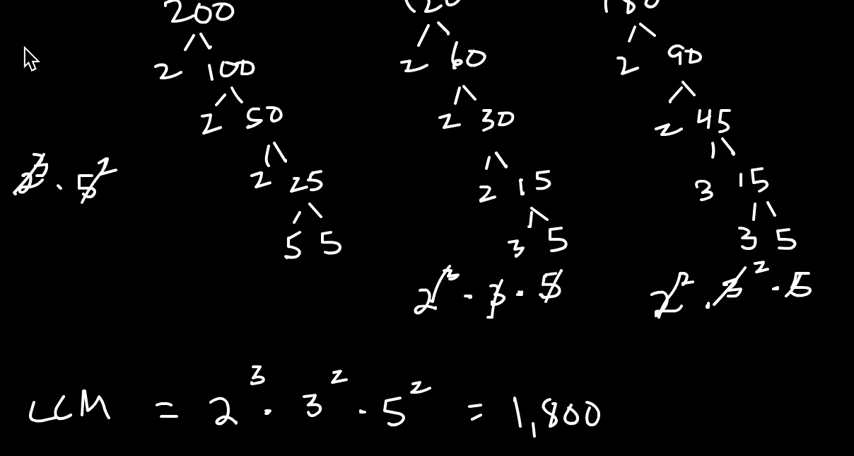 200 120 180
2 100 2 60 2 90
2 50 2 30 2 45
2 25 2 15 3 15
5 5 3 5 3 5
2³ · 5²
2³ · 3 · 5 2² · 3² · 5
LCM = 2³ · 3² · 5² = 1,800